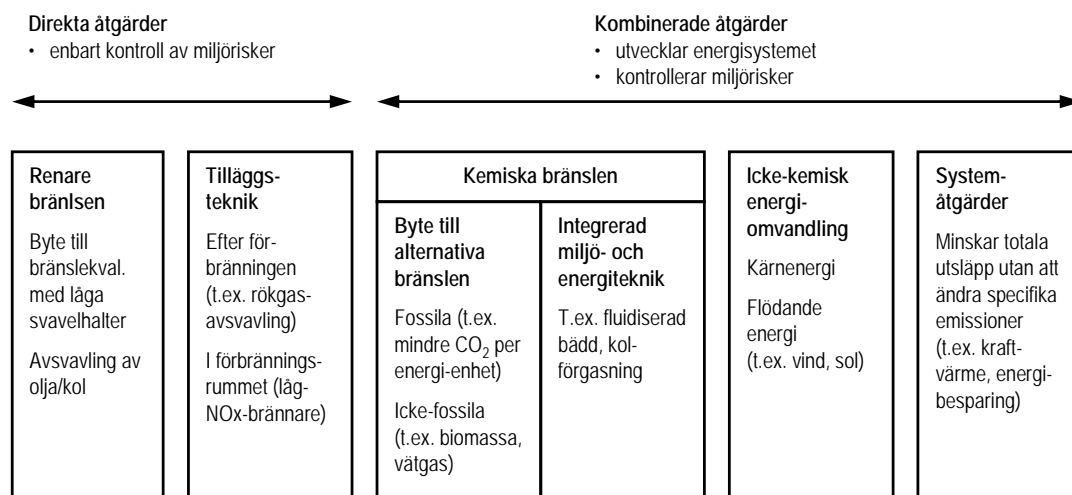 Direkta åtgärder
• enbart kontroll av miljörisker
Kombinerade åtgärder
• utvecklar energisystemet
• kontrollerar miljörisker
Renare
bränlsen
Byte till
bränslekval.
med låga
svavelhalter
Avsvavling av
olja/kol
Tilläggs-
teknik
Efter för-
bränningen
(t.ex. rökgas-
avsvavling)
I förbrännings-
rummet (låg-
NOx-brännare)
Kemiska bränslen
Byte till
alternativa
bränslen
Fossila (t.ex.
mindre CO₂ per
energi-enhet)
Icke-fossila
(t.ex. biomassa,
vätgas)
Integrerad
miljö- och
energiteknik
T.ex. fluidiserad
bädd, kol-
förgasning
Icke-kemisk
energi-
omvandling
Kärnenergi
Flödande
energi
(t.ex. vind, sol)
System-
åtgärder
Minskar totala
utsläpp utan att
ändra specifika
emissioner
(t.ex. kraft-
värme, energi-
besparing)